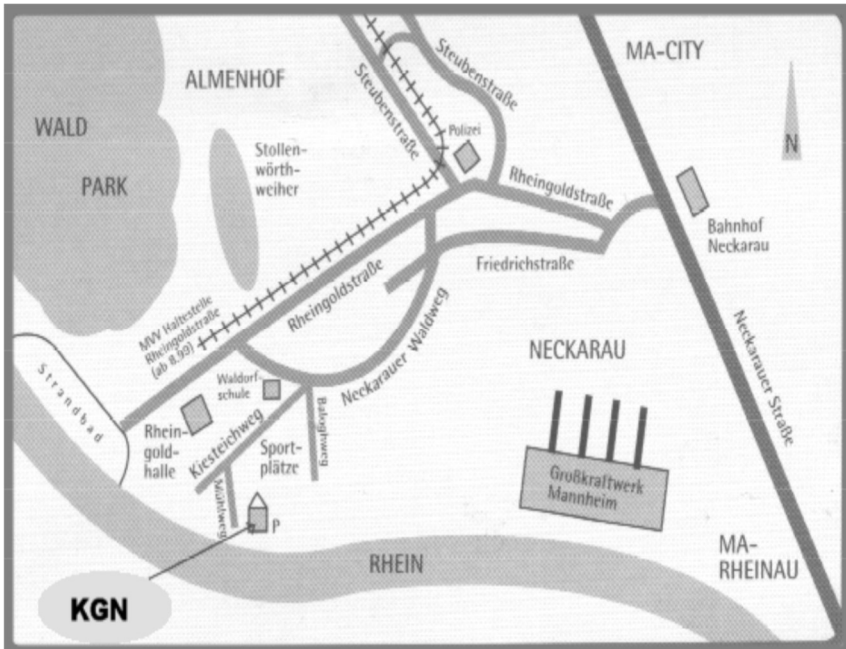 MA-CITY
ALMENHOF
WALD
PARK
Stollen-
wörth-
weiher
Steubenstraße
Steubenstraße
Polizei
N
Rheingoldstraße
Bahnhof
Neckarau
Friedrichstraße
Rheingoldstraße
MVV Haltestelle
Rheingoldstraße
(ab 8.99)
Neckarauer Waldweg
NECKARAU
Neckarauer Straße
Strandbad
Waldorf-
schule
Rhein-
gold-
halle
Kiesteichweg
Sport-
plätze
Baloghweg
Mühlweg
P
Großkraftwerk
Mannheim
RHEIN
MA-
RHEINAU
KGN